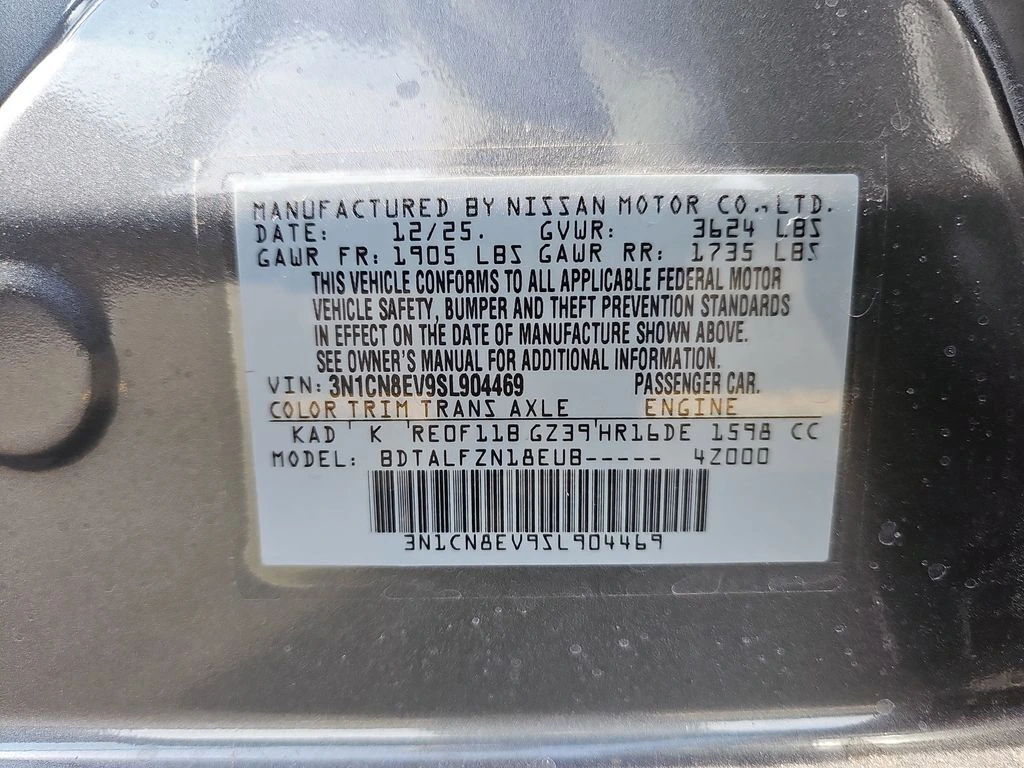 MANUFACTURED BY NISSAN MOTOR CO.,LTD.
DATE: 12/25. GVWR: 3624 LBS
GAWR FR: 1905 LBS GAWR RR: 1735 LBS
THIS VEHICLE CONFORMS TO ALL APPLICABLE FEDERAL MOTOR
VEHICLE SAFETY, BUMPER AND THEFT PREVENTION STANDARDS
IN EFFECT ON THE DATE OF MANUFACTURE SHOWN ABOVE.
SEE OWNER'S MANUAL FOR ADDITIONAL INFORMATION.
VIN: 3N1CN8EV9SL904469 PASSENGER CAR.
COLOR TRIM TRANS AXLE ENGINE
KAD K RE0F11B GZ39 HR16DE 1598 CC
MODEL: BDTALFZN18EUB----- 4Z000
3N1CN8EV9SL904469